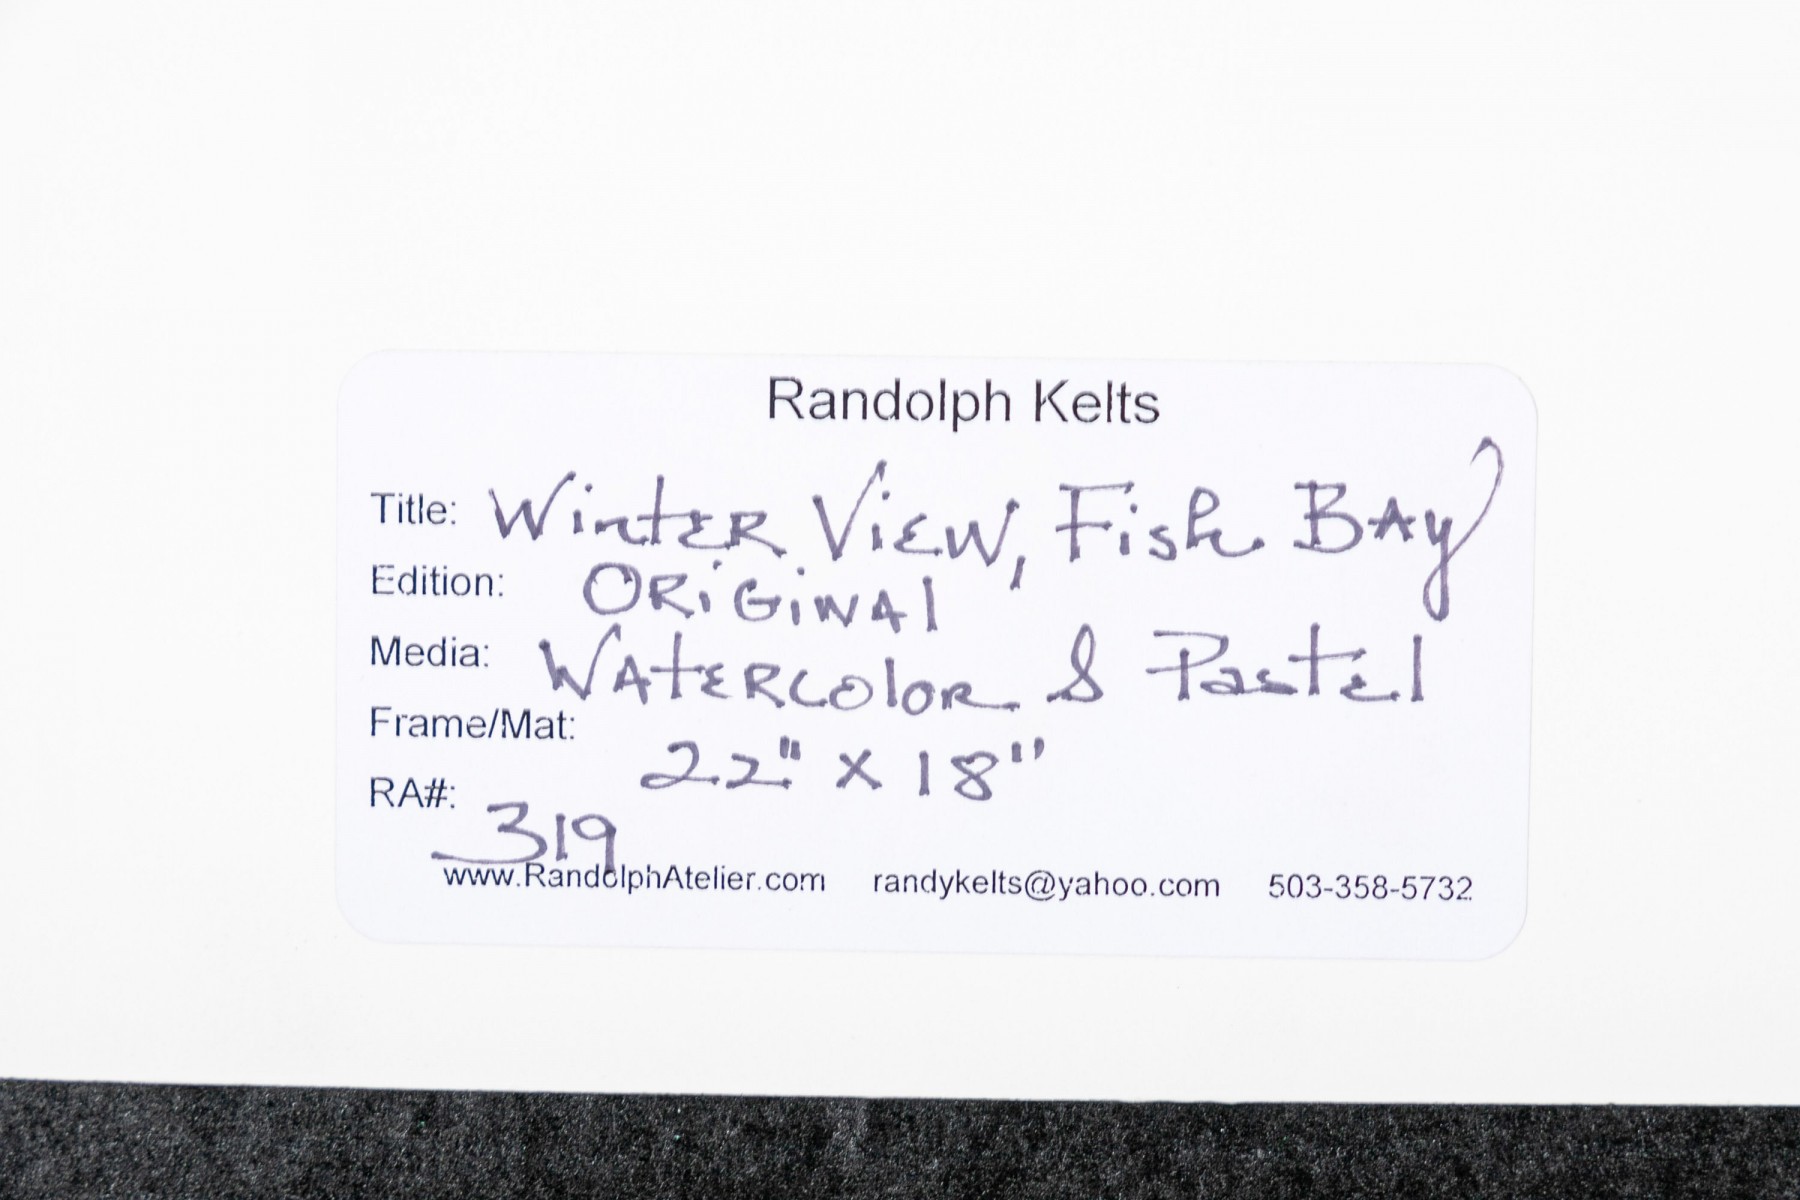 Randolph Kelts
Title: Winter View, Fish Bay
Edition: Original
Media: Watercolor & Pastel
Frame/Mat: 22" x 18"
RA#: 319
www.RandolphAtelier.com randykelts@yahoo.com 503-358-5732